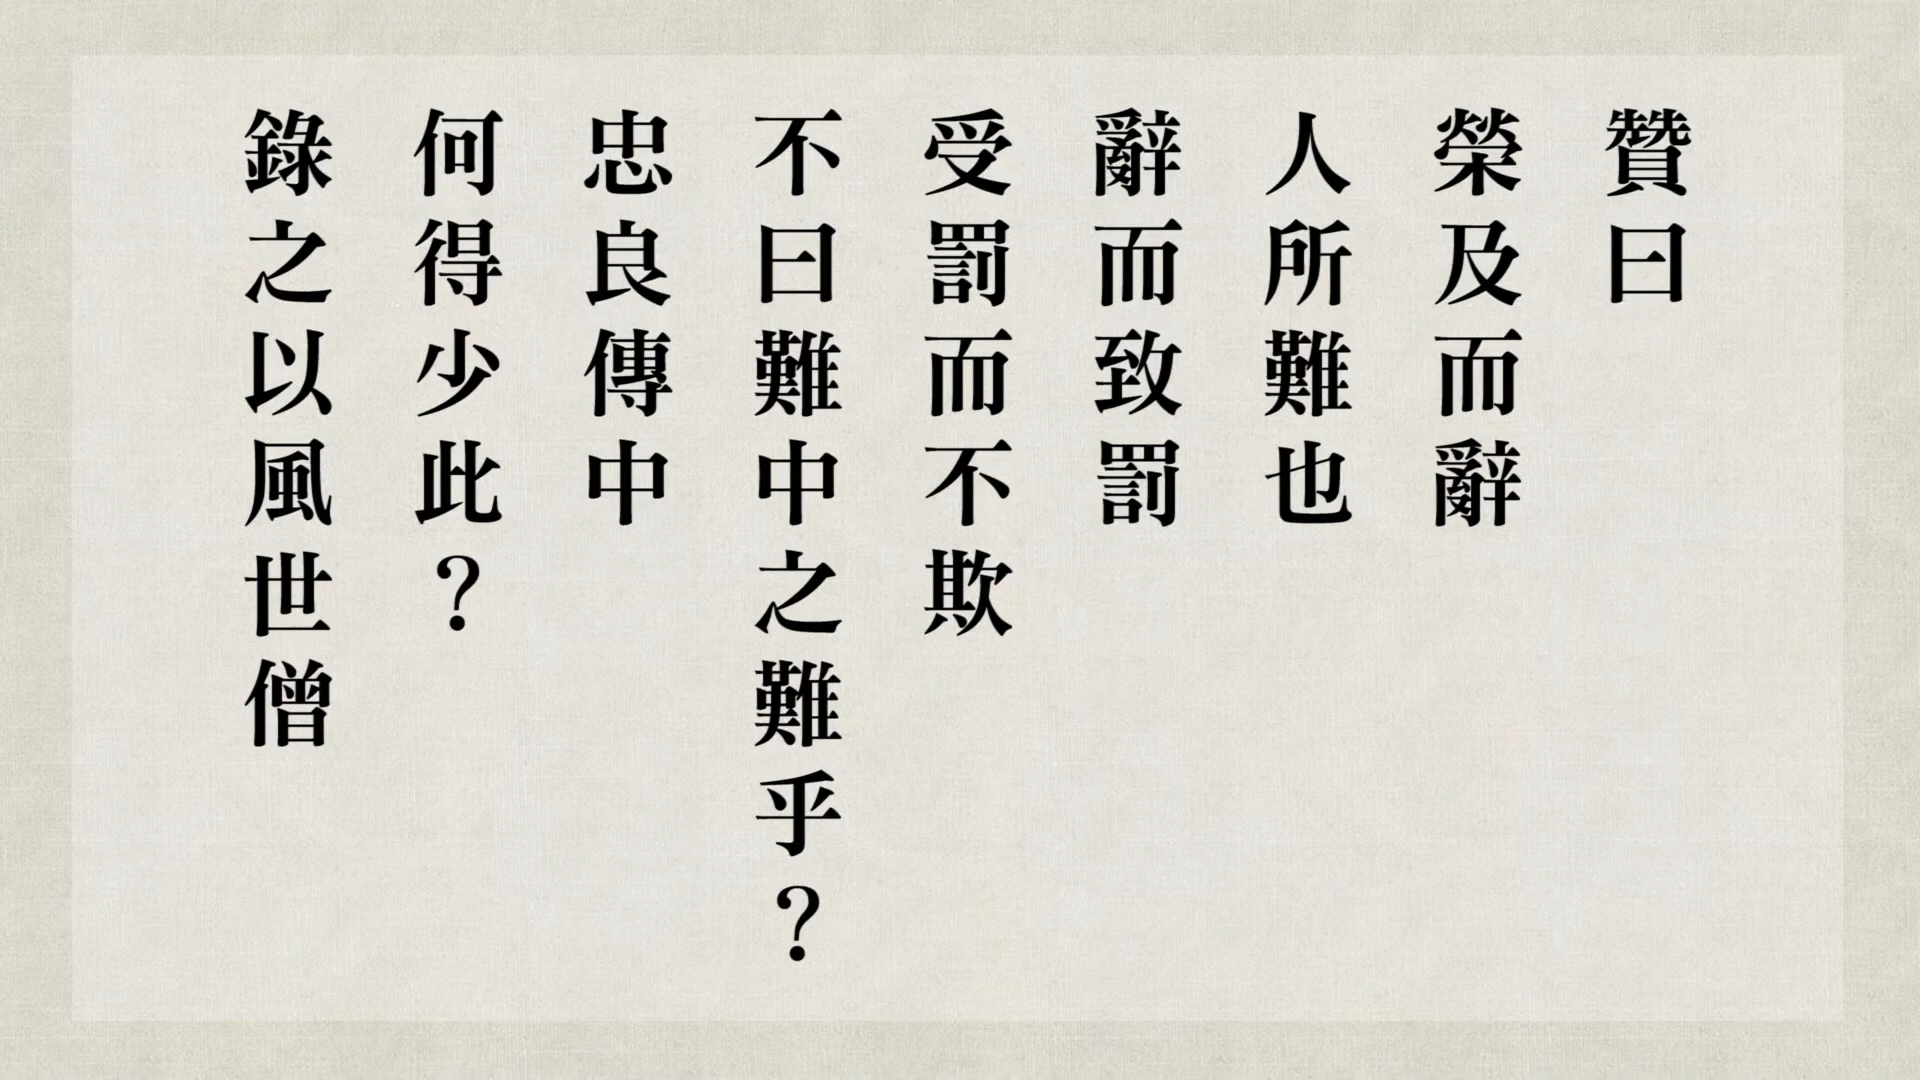 贊曰
榮及而辭
人所難也
辭而致罰
受罰而不欺
不曰難中之難乎？
忠良傳中
何得少此？
錄之以風世僧